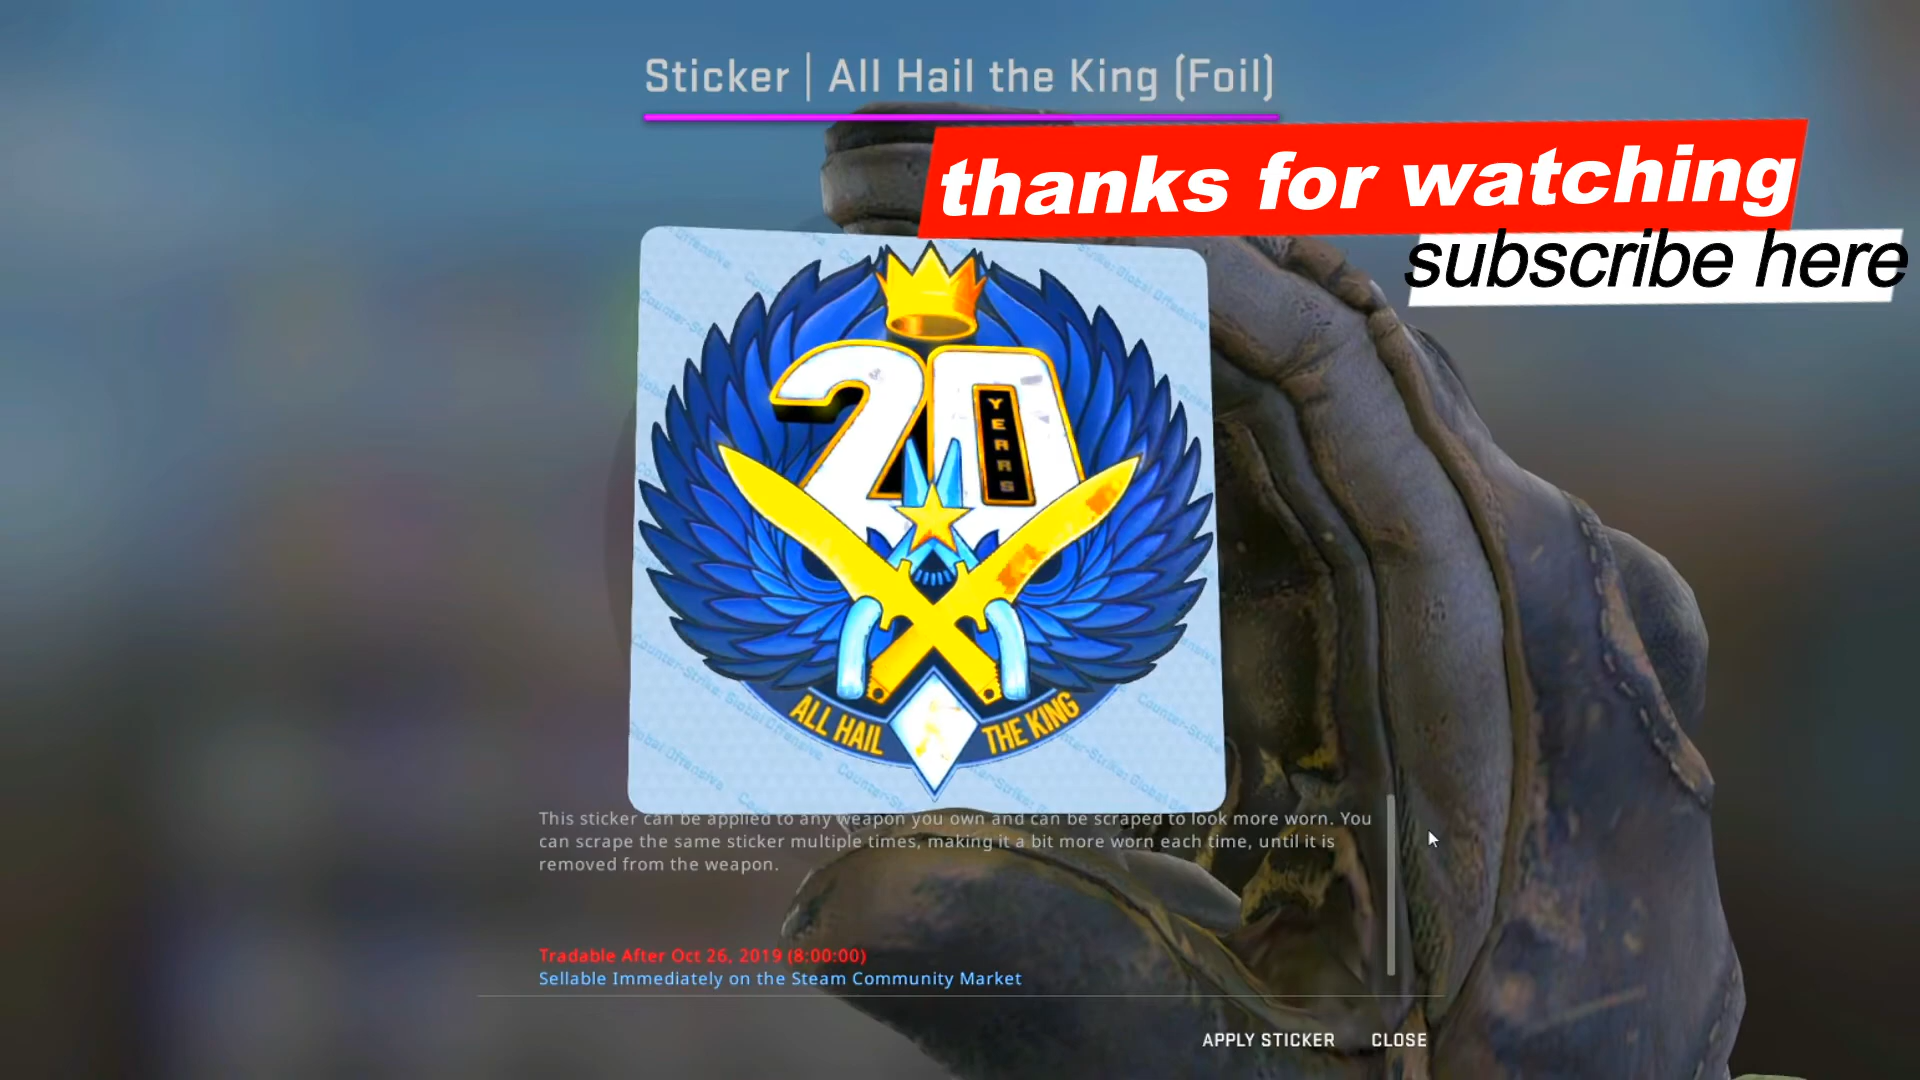 Sticker | All Hail the King (Foil)
thanks for watching
subscribe here
20
YEARS
ALL HAIL THE KING
This sticker can be applied to any weapon you own and can be scraped to look more worn. You
can scrape the same sticker multiple times, making it a bit more worn each time, until it is
removed from the weapon.
Tradable After Oct 26, 2019 (8:00:00)
Sellable Immediately on the Steam Community Market
APPLY STICKER CLOSE